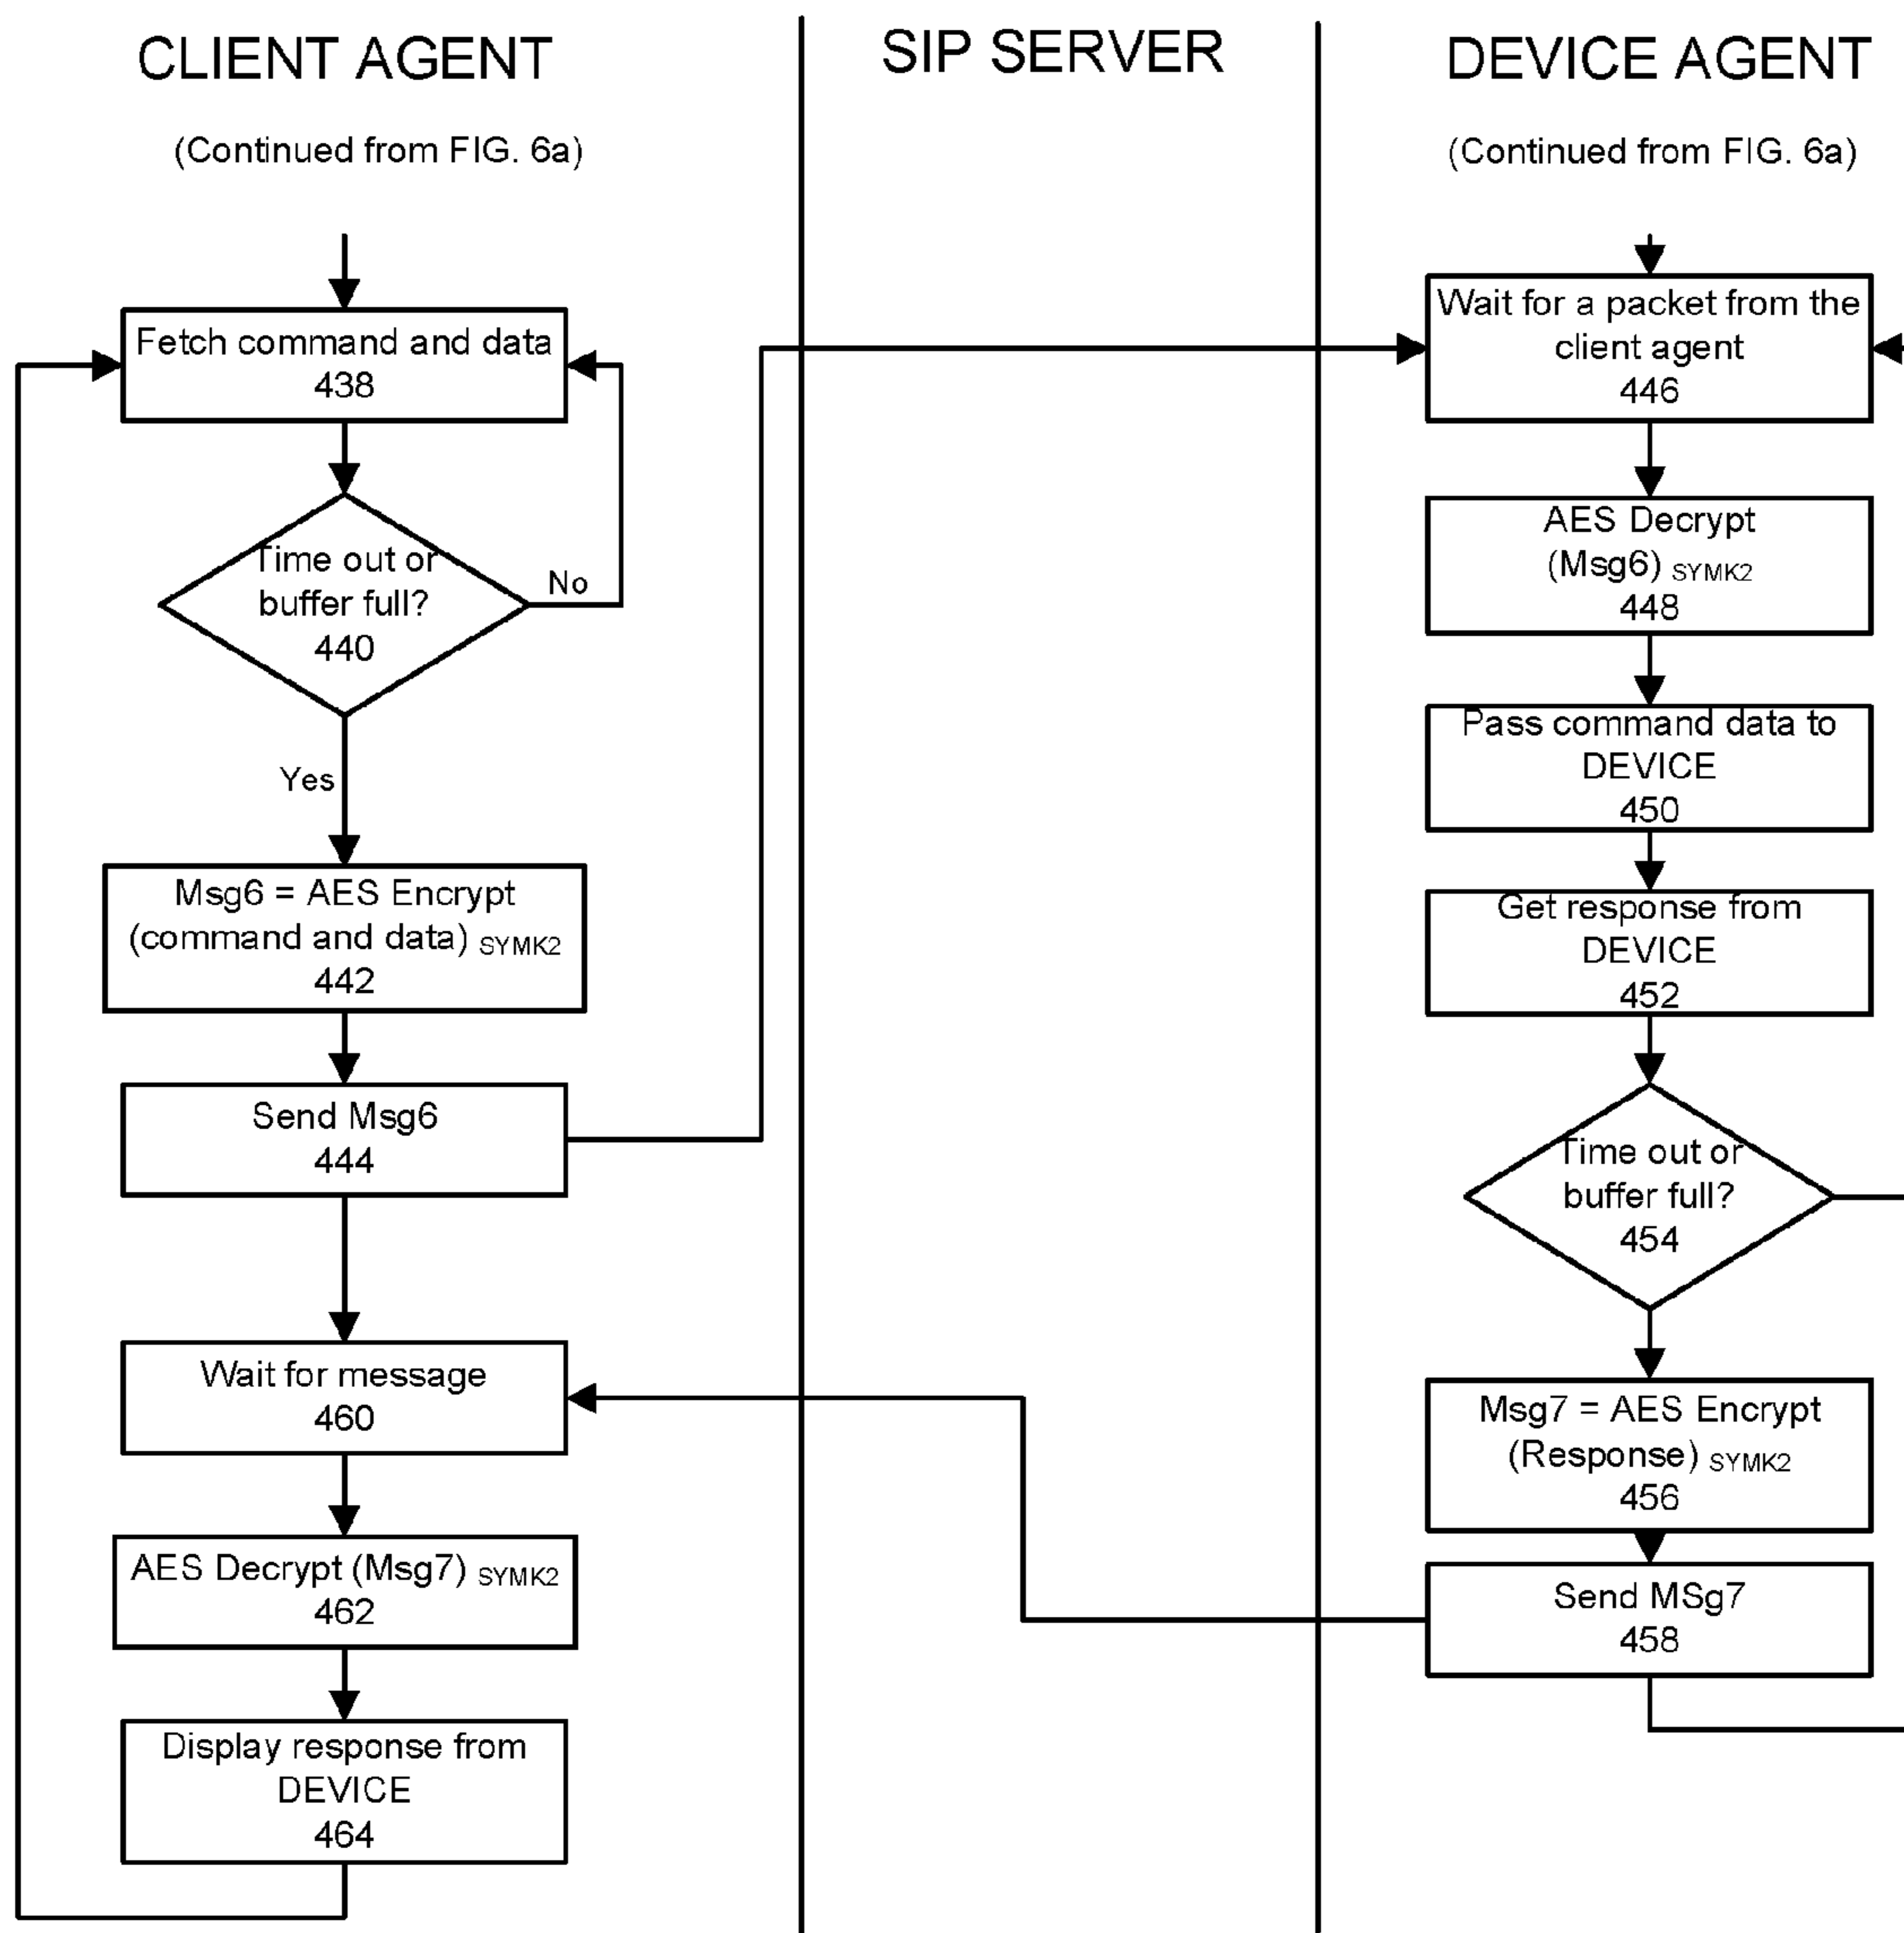 CLIENT AGENT
(Continued from FIG. 6a)
Fetch command and data
438
Time out or
buffer full?
440
No
Yes
Msg6 = AES Encrypt
(command and data) SYMK2
442
Send Msg6
444
Wait for message
460
AES Decrypt (Msg7) SYMK2
462
Display response from
DEVICE
464
SIP SERVER
DEVICE AGENT
(Continued from FIG. 6a)
Wait for a packet from the
client agent
446
AES Decrypt
(Msg6) SYMK2
448
Pass command data to
DEVICE
450
Get response from
DEVICE
452
Time out or
buffer full?
454
Msg7 = AES Encrypt
(Response) SYMK2
456
Send MSg7
458